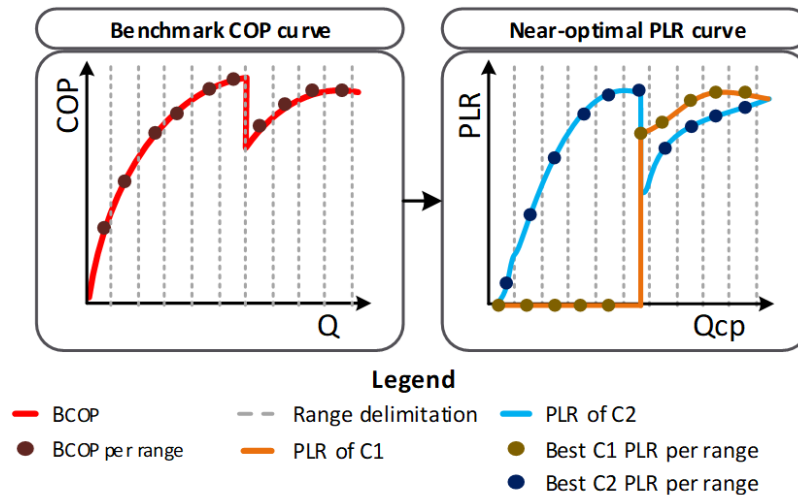 Benchmark COP curve
Near-optimal PLR curve
COP
Q
PLR
Qcp
Legend
BCOP
Range delimitation
PLR of C2
BCOP per range
PLR of C1
Best C1 PLR per range
Best C2 PLR per range